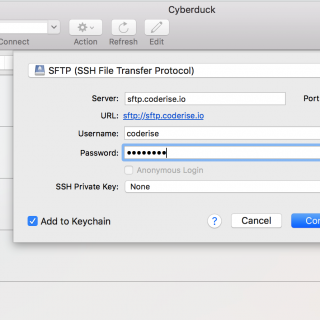 Cyberduck
Connect Action Refresh Edit
SFTP (SSH File Transfer Protocol)
Server: sftp.coderise.io Port
URL: sftp://sftp.coderise.io
Username: coderise
Password: ••••••••
Anonymous Login
SSH Private Key: None
Add to Keychain ? Cancel Con